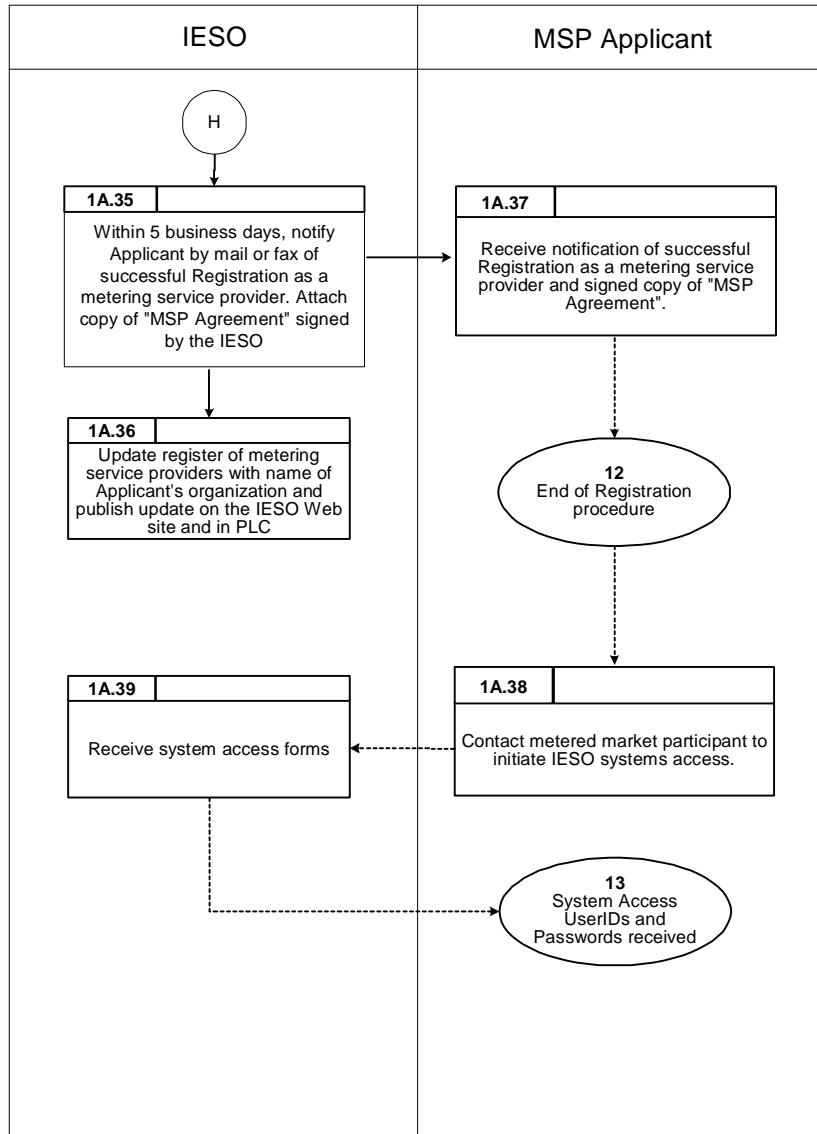 IESO
MSP Applicant
H
1A.35
Within 5 business days, notify
Applicant by mail or fax of
successful Registration as a
metering service provider. Attach
copy of "MSP Agreement" signed
by the IESO
1A.37
Receive notification of successful
Registration as a metering service
provider and signed copy of "MSP
Agreement".
1A.36
Update register of metering
service providers with name of
Applicant's organization and
publish update on the IESO Web
site and in PLC
12
End of Registration
procedure
1A.39
Receive system access forms
1A.38
Contact metered market participant to
initiate IESO systems access.
13
System Access
UserIDs and
Passwords received